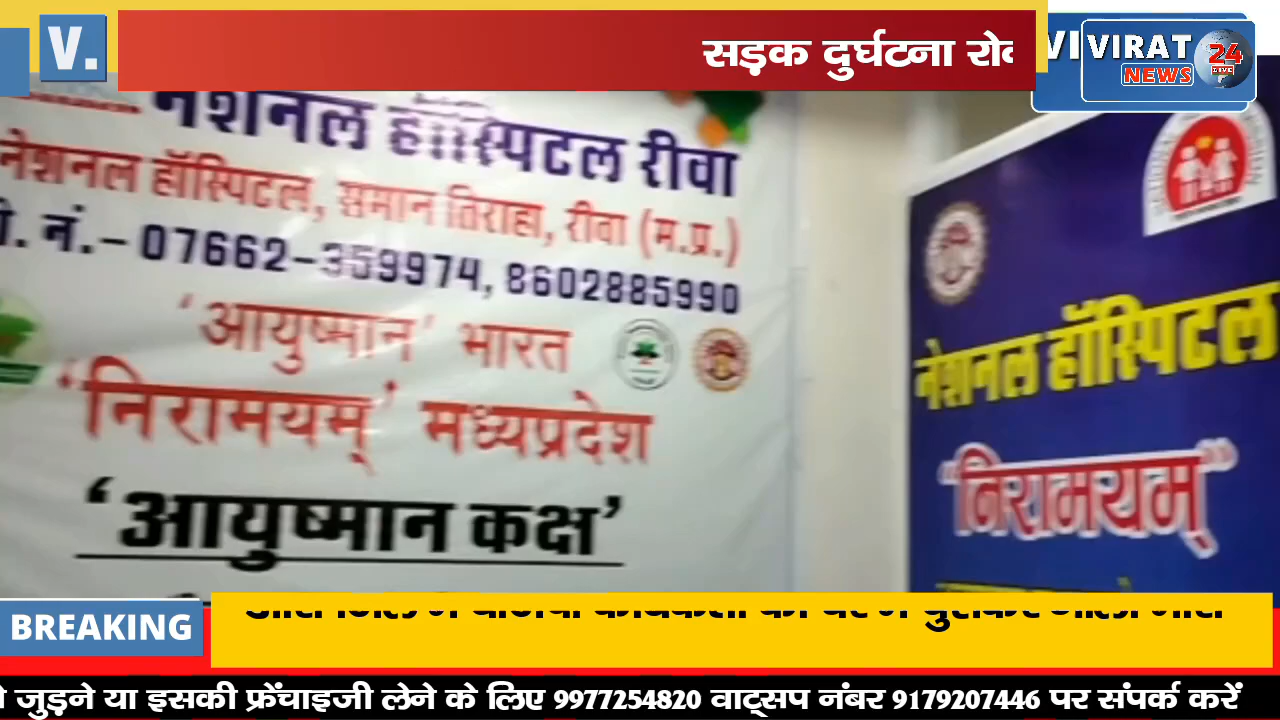 V.
सड़क दुर्घटना
VIRAT
24
NEWS
LIVE
नेशनल हॉस्पिटल रीवा
नेशनल हॉस्पिटल, समान तिराहा, रीवा (म.प्र.)
नं.- 07662-359974, 8602885990
'आयुष्मान' भारत
'निरामयम्' मध्यप्रदेश
'आयुष्मान कक्ष'
नेशनल हॉस्पिटल
"निरामयम्"
BREAKING
जुड़ने या इसकी फ्रेंचाइजी लेने के लिए 9977254820 वाट्सप नंबर 9179207446 पर संपर्क करें